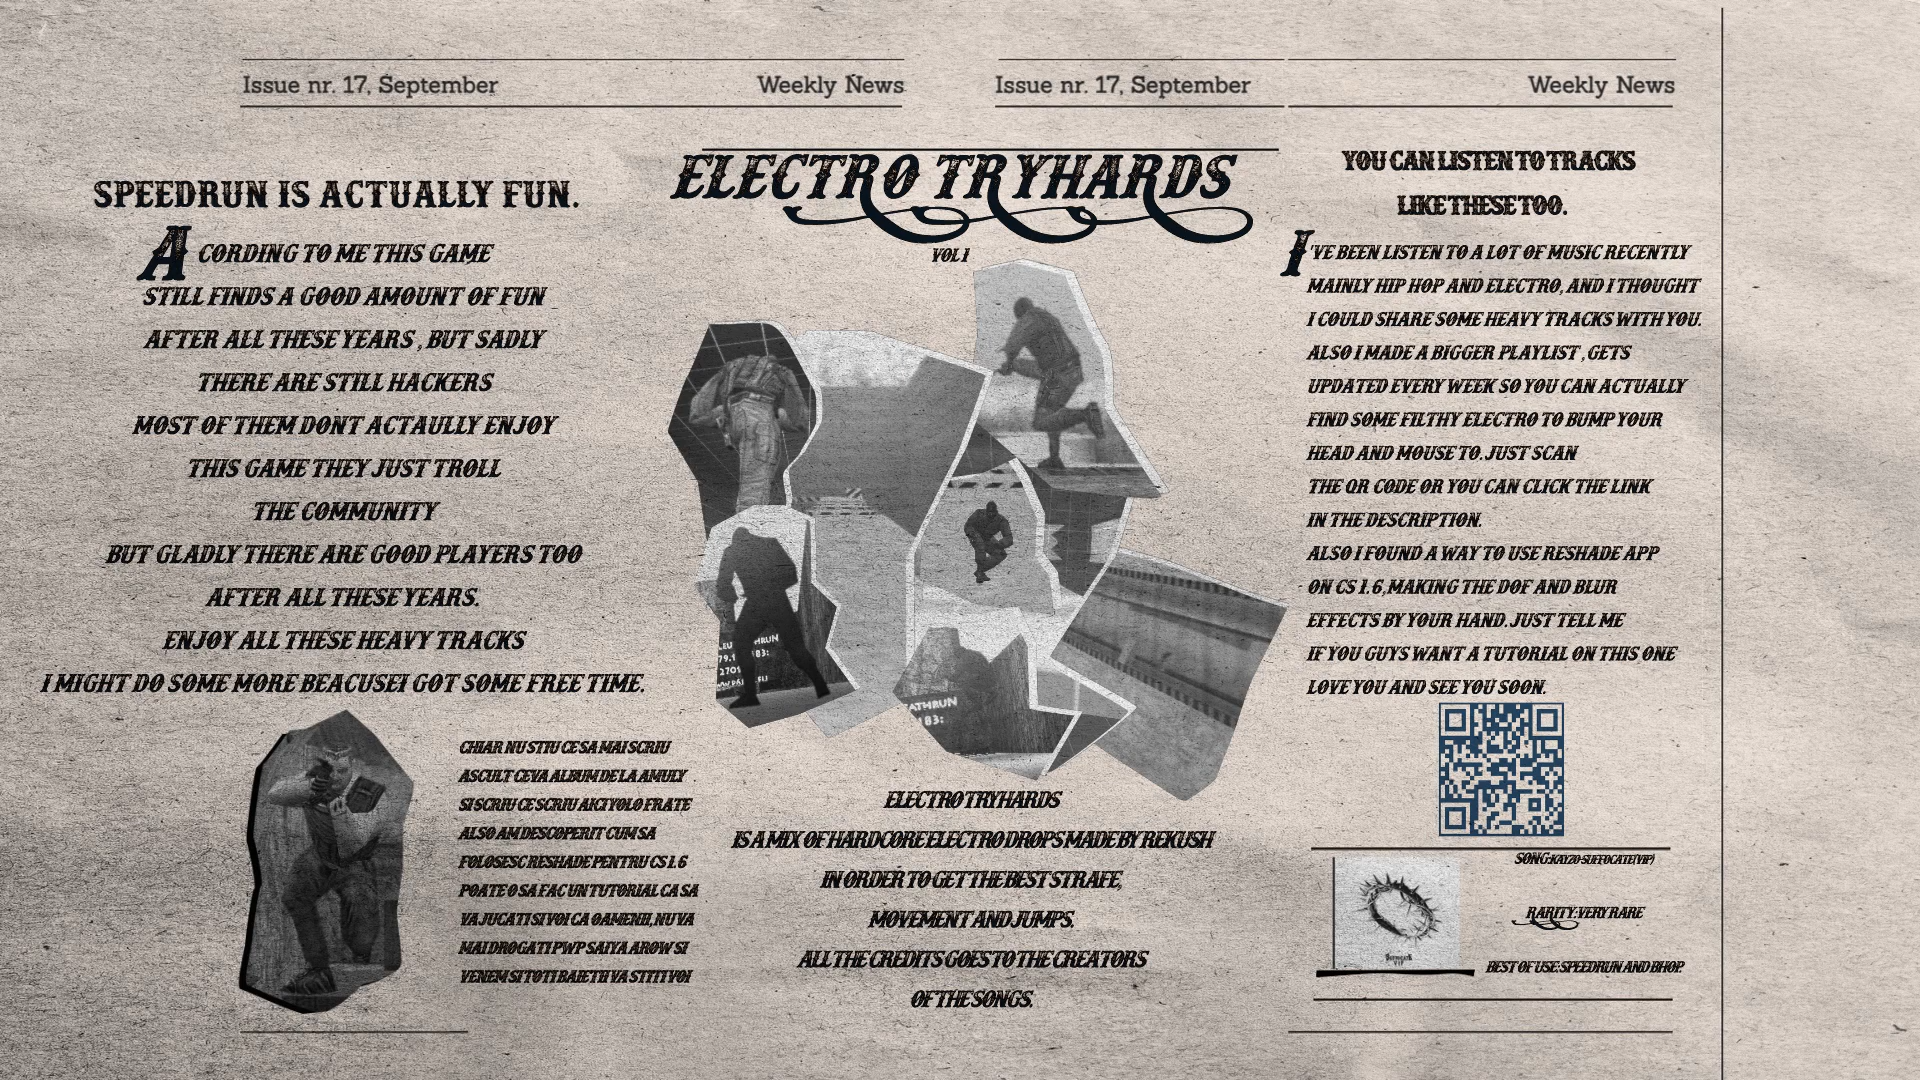 Issue nr. 17, September
Weekly News
Issue nr. 17, September
Weekly News
SPEEDRUN IS ACTUALLY FUN.
A CORDING TO ME THIS GAME
STILL FINDS A GOOD AMOUNT OF FUN
AFTER ALL THESE YEARS , BUT SADLY
THERE ARE STILL HACKERS
MOST OF THEM DONT ACTAULLY ENJOY
THIS GAME THEY JUST TROLL
THE COMMUNITY
BUT GLADLY THERE ARE GOOD PLAYERS TOO
AFTER ALL THESE YEARS.
ENJOY ALL THESE HEAVY TRACKS
I MIGHT DO SOME MORE BEACUSEI GOT SOME FREE TIME.
CHIAR NU STIU CE SA MAI SCRIU
ASCULT CEVA ALBUM DE LA AMULY .
SI SCRIU CE SCRIU AICI YOLO FRATE
ALSO AM DESCOPERIT CUM SA
FOLOSESC RESHADE PENTRU CS 1.6
POATE O SA FAC UN TUTORIAL CA SA
VA JUCATI SI VOI CA OAMENII, NU VA
MAI DROGATI PWP SAIYA AROW SI
VENEM SI TOTI BAIETII VA STITI VOI
ELECTRO TRYHARDS
VOL 1
.EU
HRUN
79.1
83:
2701
ATHRUN
183:
ELECTRO TRYHARDS
IS A MIX OF HARDCORE ELECTRO DROPS MADE BY REKUSH
IN ORDER TO GET THE BEST STRAFE,
MOVEMENT AND JUMPS.
ALL THE CREDITS GOES TO THE CREATORS
OF THE SONGS.
YOU CAN LISTEN TO TRACKS
LIKE THESE TOO.
I 'VE BEEN LISTEN TO A LOT OF MUSIC RECENTLY
MAINLY HIP HOP AND ELECTRO, AND I THOUGHT
I COULD SHARE SOME HEAVY TRACKS WITH YOU.
ALSO I MADE A BIGGER PLAYLIST , GETS
UPDATED EVERY WEEK SO YOU CAN ACTUALLY
FIND SOME FILTHY ELECTRO TO BUMP YOUR
HEAD AND MOUSE TO. JUST SCAN
THE QR CODE OR YOU CAN CLICK THE LINK
IN THE DESCRIPTION.
ALSO I FOUND A WAY TO USE RESHADE APP
ON CS 1.6, MAKING THE DOF AND BLUR
EFFECTS BY YOUR HAND. JUST TELL ME
IF YOU GUYS WANT A TUTORIAL ON THIS ONE
LOVE YOU AND SEE YOU SOON.
SONG:KAYZO-SUFFOCATE(VIP)
RARITY:VERY RARE
BEST OF USE:SPEEDRUN AND BHOP.